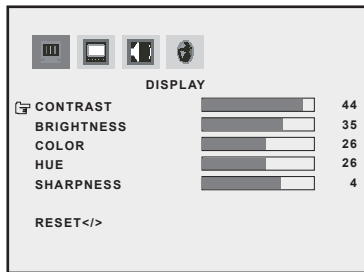 DISPLAY
CONTRAST 44
BRIGHTNESS 35
COLOR 26
HUE 26
SHARPNESS 4
RESET</>